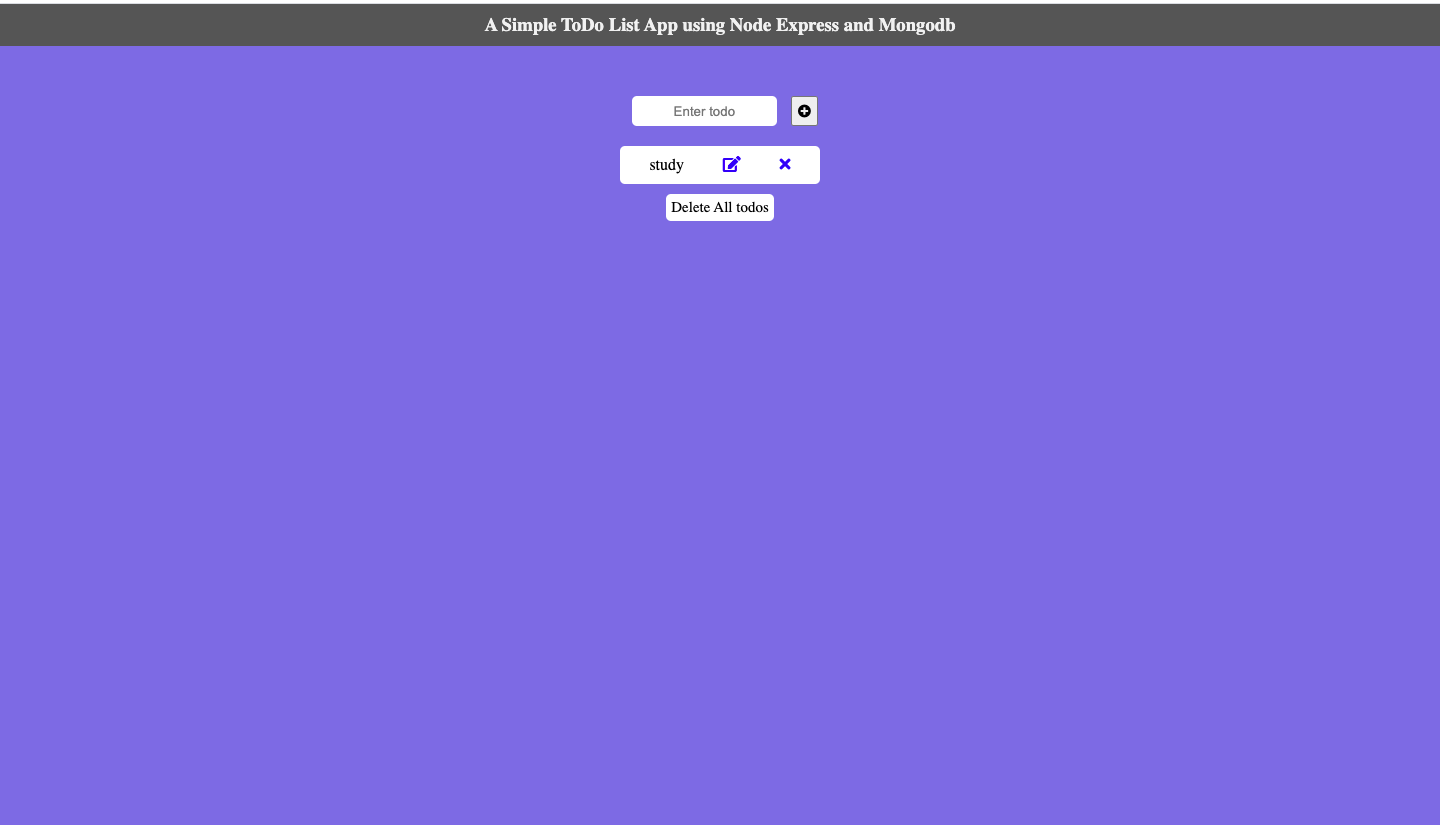 A Simple ToDo List App using Node Express and Mongodb
Enter todo
study
Delete All todos